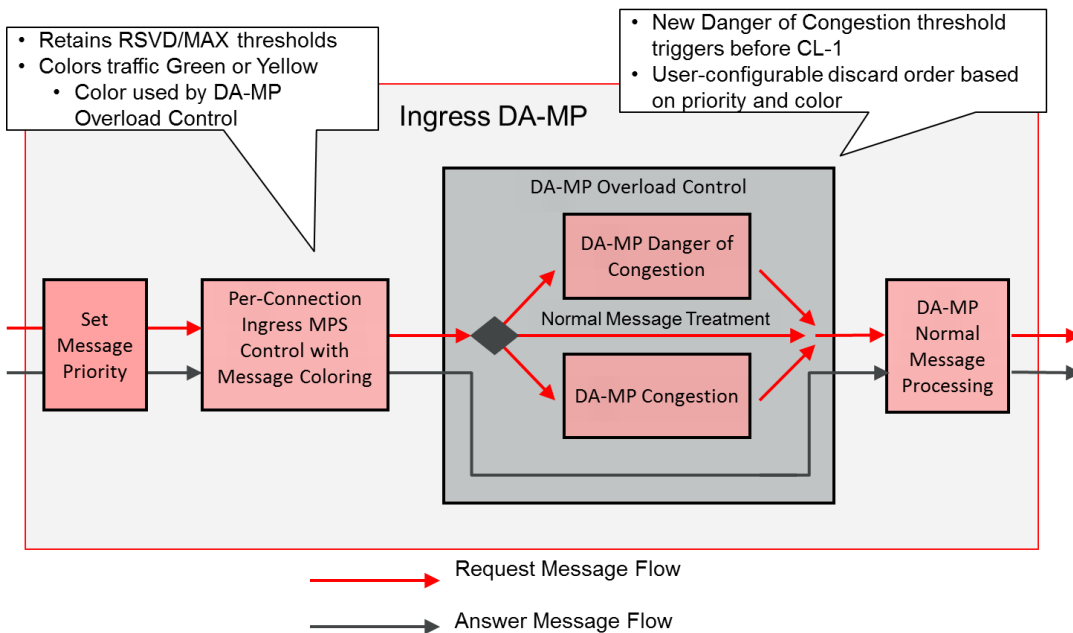 • Retains RSVD/MAX thresholds
• Colors traffic Green or Yellow
• Color used by DA-MP
Overload Control
• New Danger of Congestion threshold
triggers before CL-1
• User-configurable discard order based
on priority and color
Ingress DA-MP
DA-MP Overload Control
DA-MP Danger of
Congestion
Set
Message
Priority
Per-Connection
Ingress MPS
Control with
Message Coloring
Normal Message Treatment
DA-MP Congestion
DA-MP
Normal
Message
Processing
Request Message Flow
Answer Message Flow